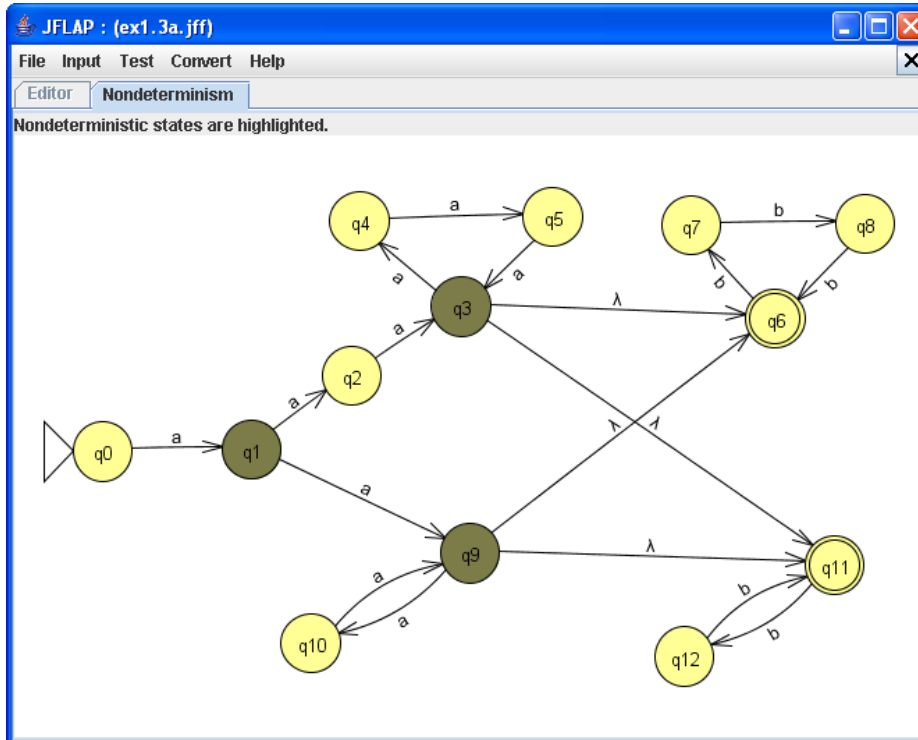 JFLAP : (ex1.3a.jff)
File Input Test Convert Help
Editor Nondeterminism
Nondeterministic states are highlighted.
q4 a q5 q7 b q8
a a b b
q3 λ q6
a
q2
a λ λ
q0 a q1
a
q9 λ q11
a b
a b
q10 q12